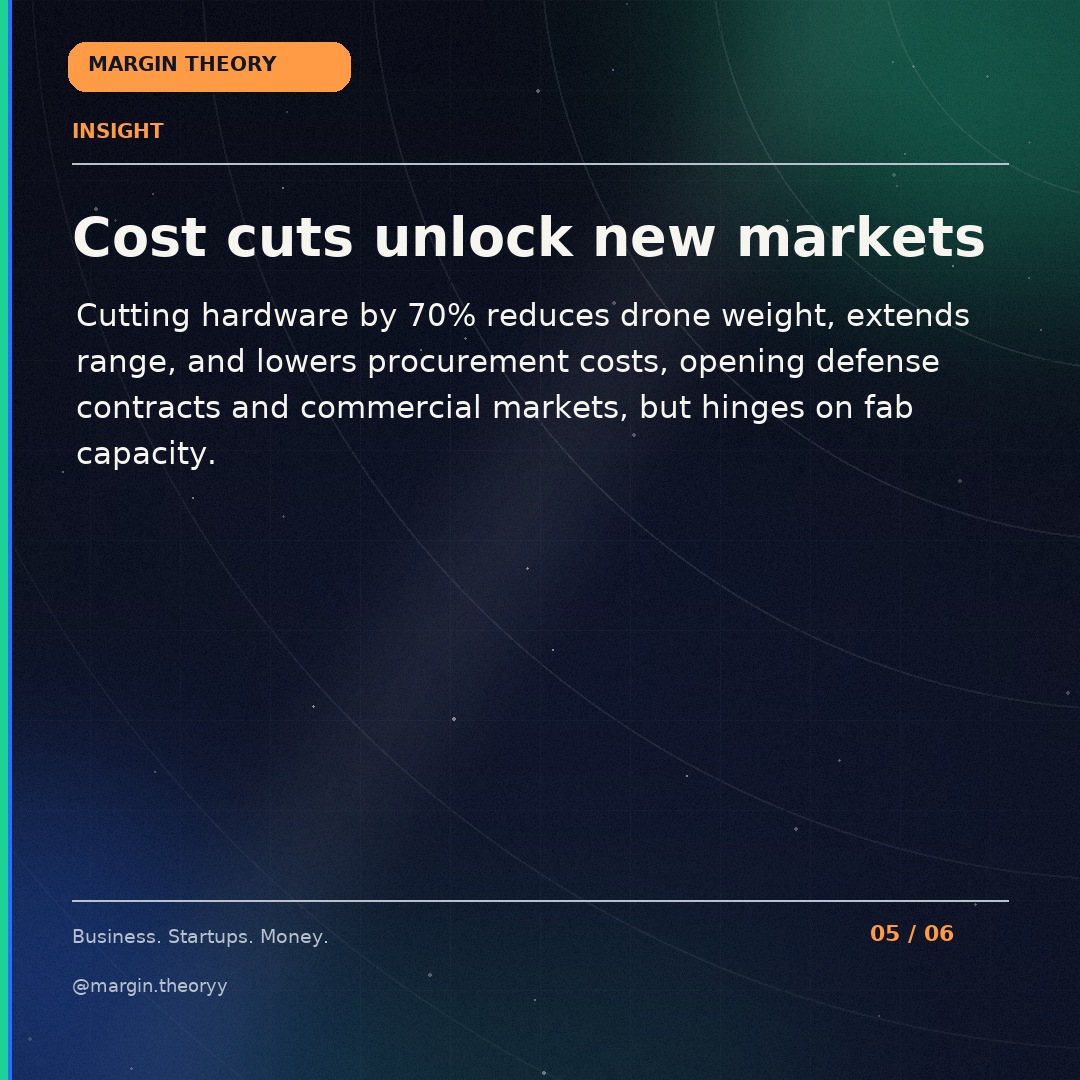 MARGIN THEORY
INSIGHT
Cost cuts unlock new markets
Cutting hardware by 70% reduces drone weight, extends
range, and lowers procurement costs, opening defense
contracts and commercial markets, but hinges on fab
capacity.
Business. Startups. Money.
05 / 06
@margin.theoryy